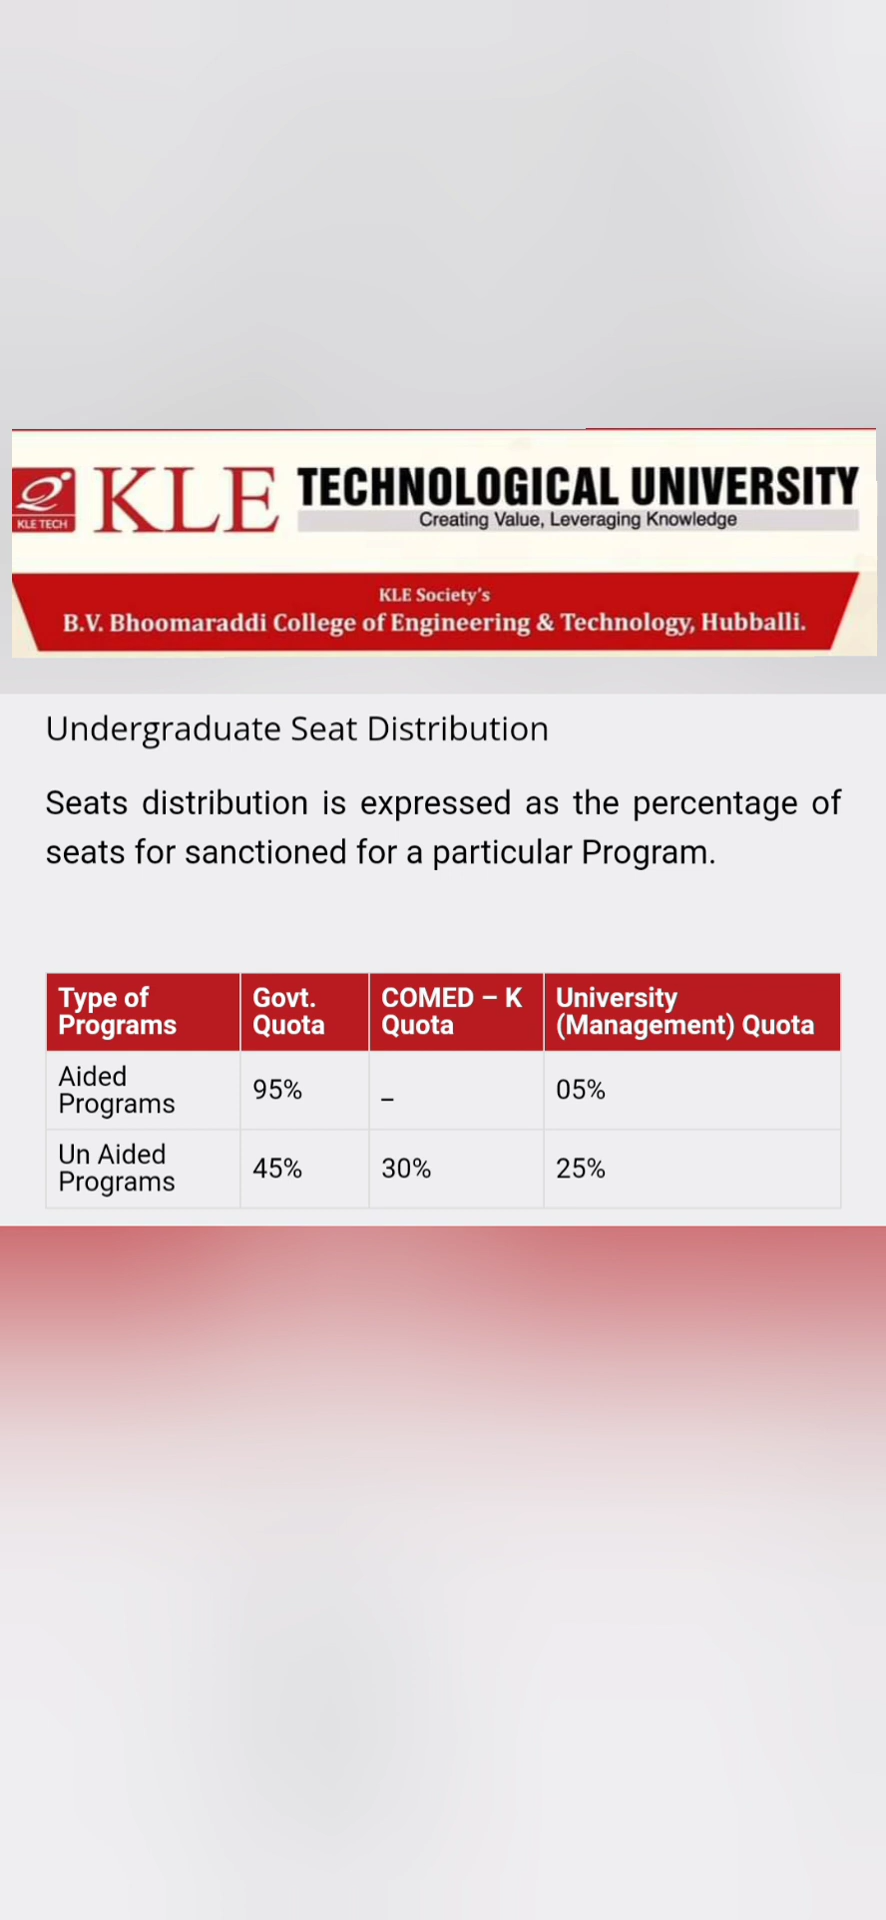 KLE TECH
KLE
TECHNOLOGICAL UNIVERSITY
Creating Value, Leveraging Knowledge
KLE Society's
B.V. Bhoomaraddi College of Engineering & Technology, Hubballi.
Undergraduate Seat Distribution
Seats distribution is expressed as the percentage of
seats for sanctioned for a particular Program.
Type of
Programs
Govt.
Quota
COMED – K
Quota
University
(Management) Quota
Aided
Programs
95%
_
05%
Un Aided
Programs
45%
30%
25%